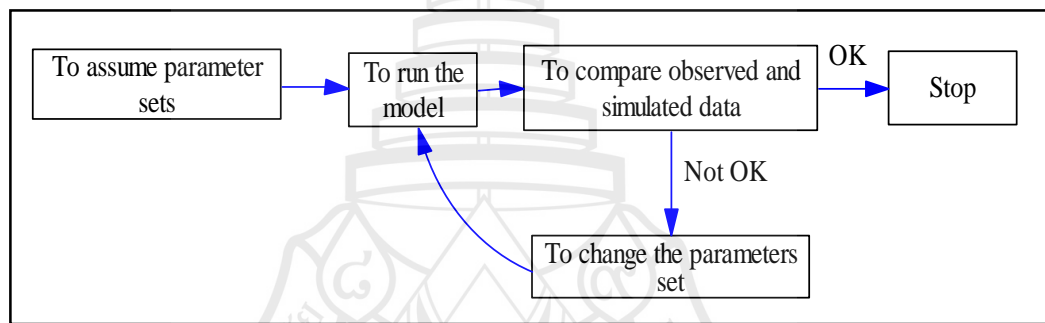 To assume parameter
sets
To run the
model
To compare observed and
simulated data
OK
Stop
Not OK
To change the parameters
set